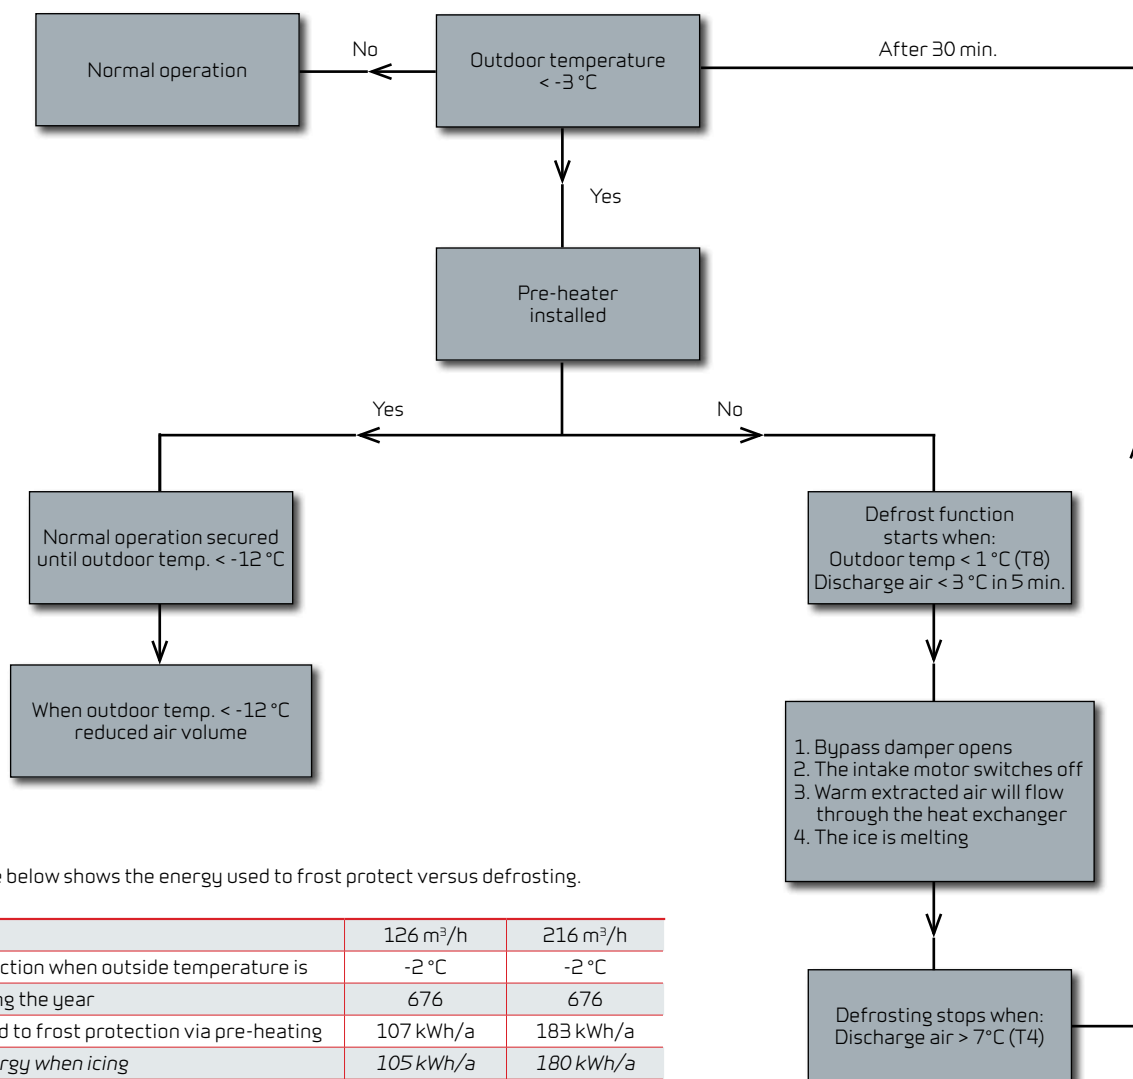 Normal operation
No
Outdoor temperature
< -3 °C
After 30 min.
Yes
Pre-heater
installed
Yes
No
Normal operation secured
until outdoor temp. < -12 °C
Defrost function
starts when:
Outdoor temp < 1 °C (T8)
Discharge air < 3 °C in 5 min.
When outdoor temp. < -12 °C
reduced air volume
1. Bypass damper opens
2. The intake motor switches off
3. Warm extracted air will flow
through the heat exchanger
4. The ice is melting
below shows the energy used to frost protect versus defrosting.
126 m³/h 216 m³/h
when outside temperature is -2 °C -2 °C
the year 676 676
to frost protection via pre-heating 107 kWh/a 183 kWh/a
when icing 105 kWh/a 180 kWh/a
Defrosting stops when:
Discharge air > 7°C (T4)